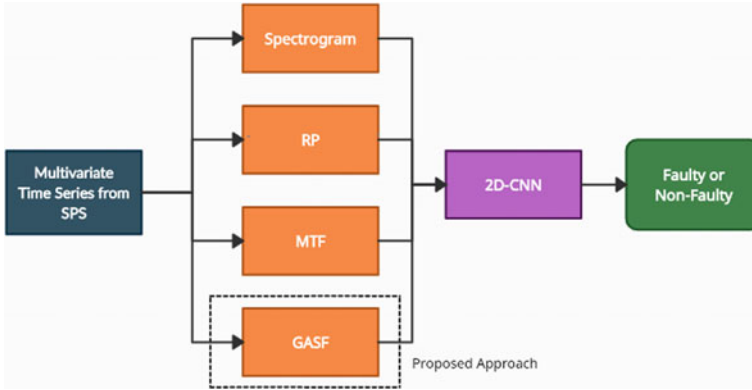 Spectrogram
RP
Multivariate
Time Series from
SPS
2D-CNN
Faulty or
Non-Faulty
MTF
GASF
Proposed Approach